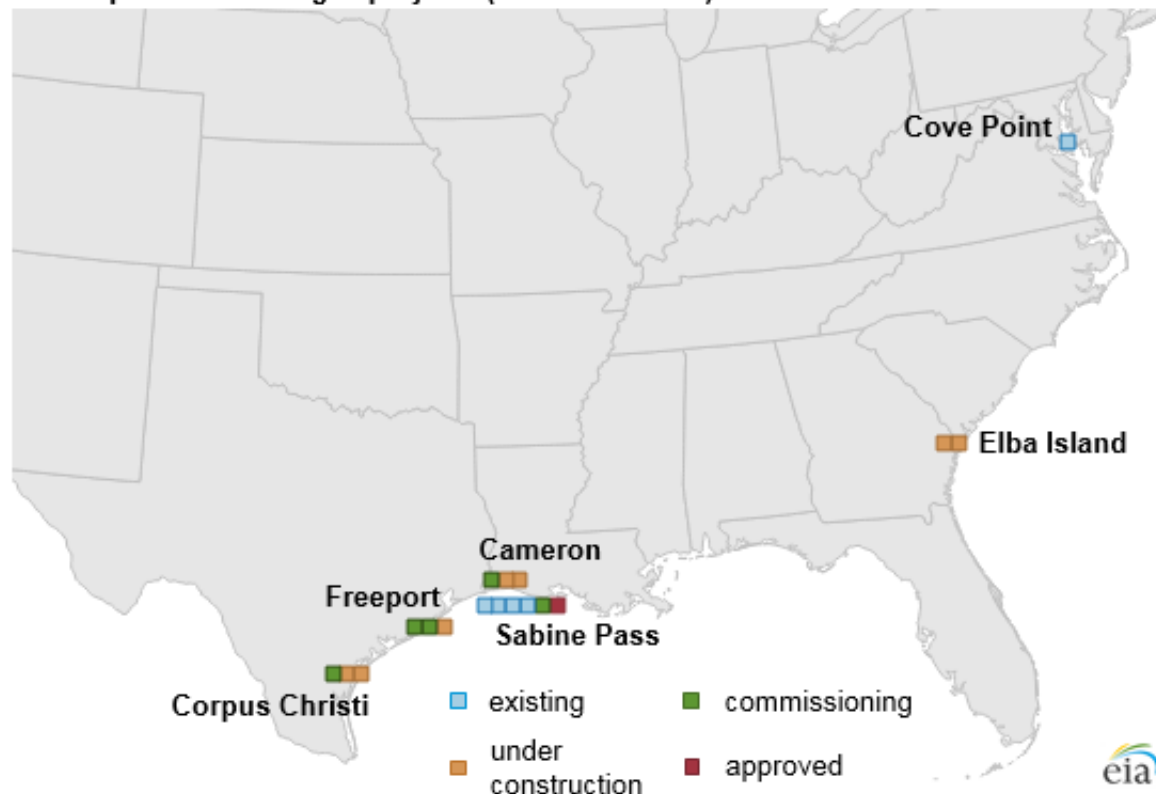 Cove Point
Elba Island
Cameron
Freeport
Sabine Pass
Corpus Christi
existing
commissioning
under
construction
approved
eia